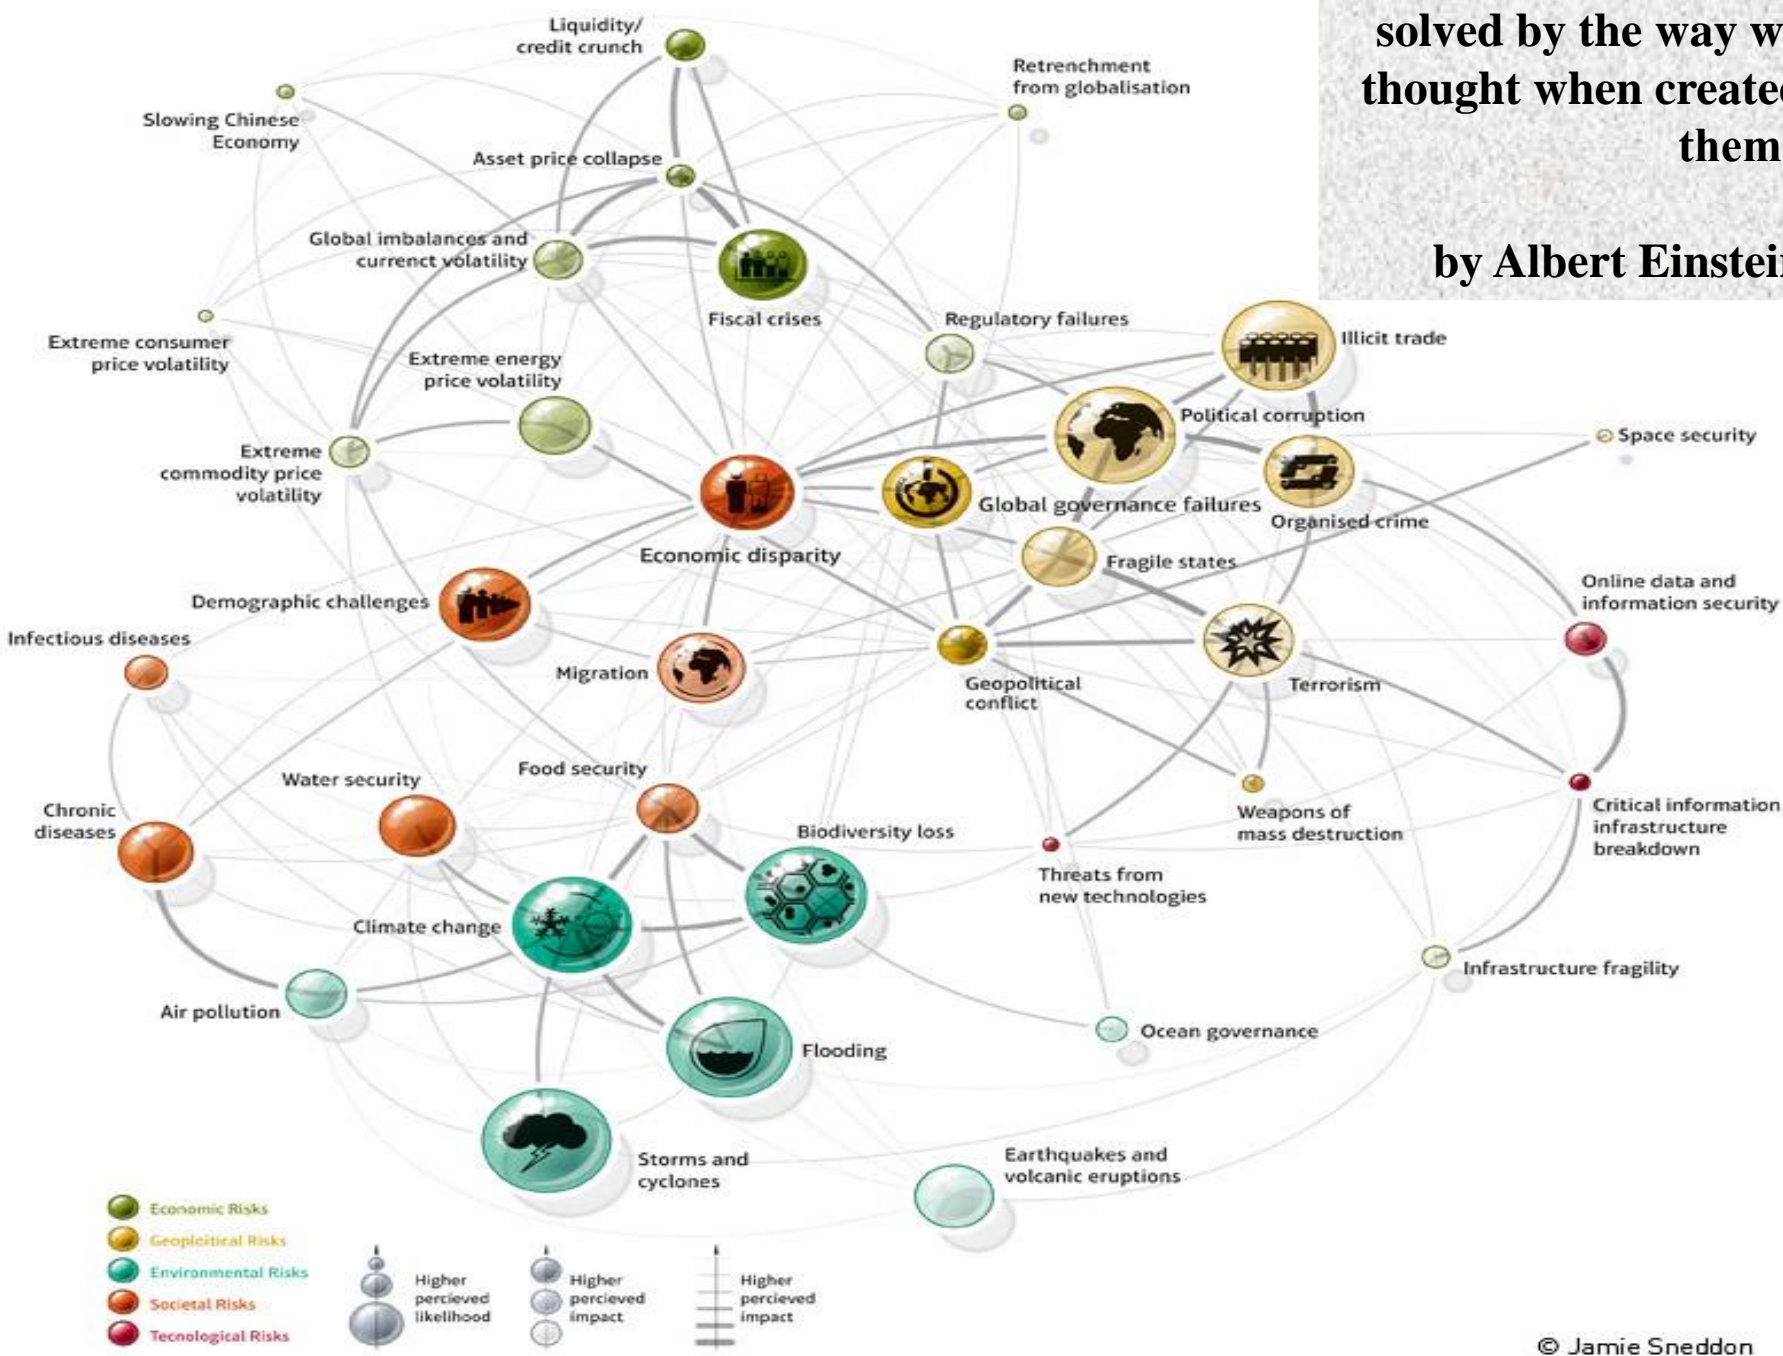 solved by the way w
thought when created
them
by Albert Einstein
Liquidity/
credit crunch
Retrenchment
from globalisation
Slowing Chinese
Economy
Asset price collapse
Global imbalances and
currenct volatility
Fiscal crises
Regulatory failures
Illicit trade
Extreme consumer
price volatility
Extreme energy
price volatility
Political corruption
Space security
Extreme
commodity price
volatility
Global governance failures
Organised crime
Economic disparity
Fragile states
Online data and
information security
Demographic challenges
Infectious diseases
Migration
Geopolitical
conflict
Terrorism
Water security
Food security
Chronic
diseases
Biodiversity loss
Weapons of
mass destruction
Critical information
infrastructure
breakdown
Threats from
new technologies
Climate change
Infrastructure fragility
Air pollution
Ocean governance
Flooding
Storms and
cyclones
Earthquakes and
volcanic eruptions
Economic Risks
Geoploitical Risks
Environmental Risks
Societal Risks
Tecnological Risks
Higher
percieved
likelihood
Higher
percieved
impact
Higher
percieved
impact
© Jamie Sneddon